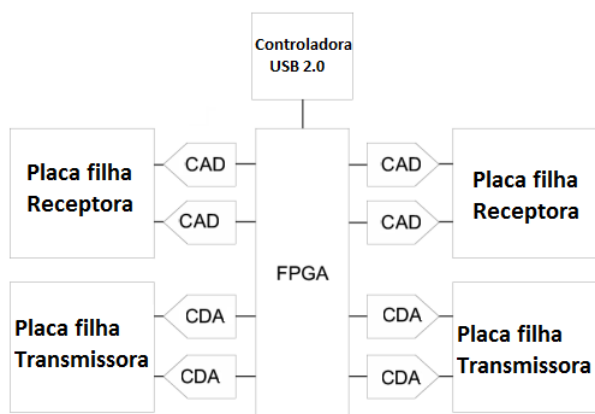 Controladora
USB 2.0
Placa filha
Receptora
CAD
CAD
CAD
CAD
Placa filha
Receptora
FPGA
Placa filha
Transmissora
CDA
CDA
CDA
CDA
Placa filha
Transmissora